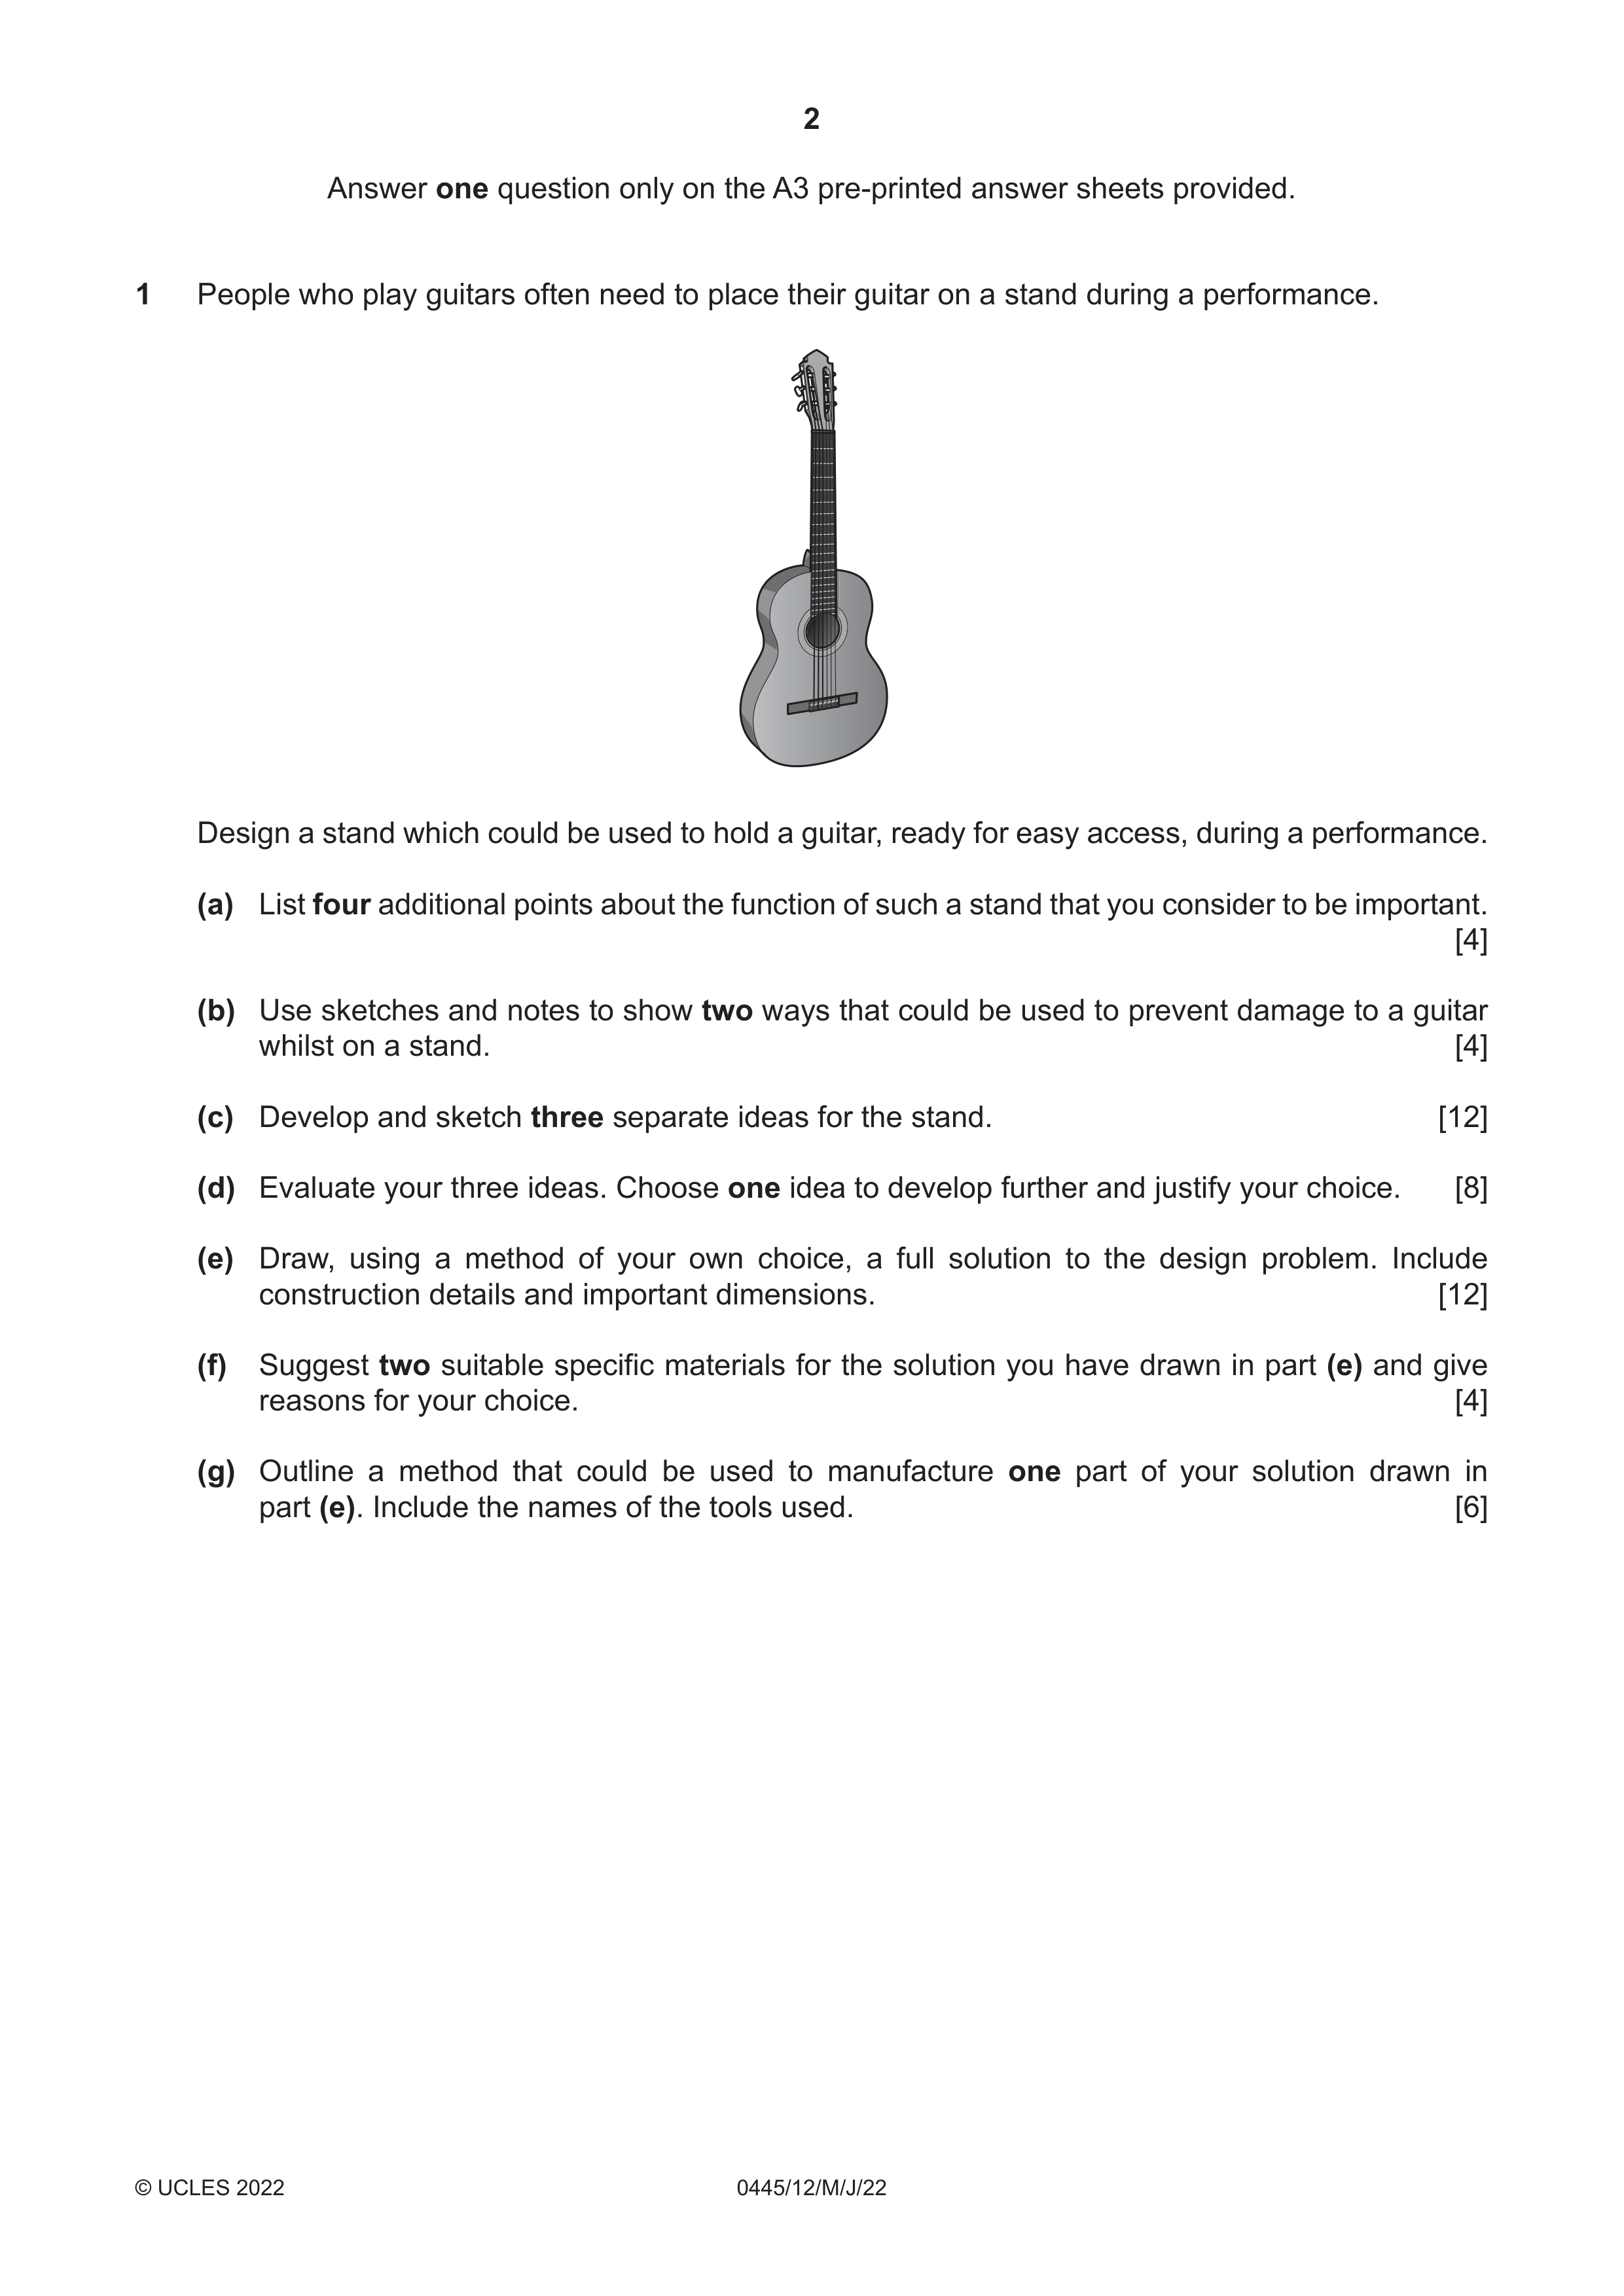 2
Answer one question only on the A3 pre-printed answer sheets provided.
1 People who play guitars often need to place their guitar on a stand during a performance.
Design a stand which could be used to hold a guitar, ready for easy access, during a performance.
(a) List four additional points about the function of such a stand that you consider to be important.
[4]
(b) Use sketches and notes to show two ways that could be used to prevent damage to a guitar
whilst on a stand. [4]
(c) Develop and sketch three separate ideas for the stand. [12]
(d) Evaluate your three ideas. Choose one idea to develop further and justify your choice. [8]
(e) Draw, using a method of your own choice, a full solution to the design problem. Include
construction details and important dimensions. [12]
(f) Suggest two suitable specific materials for the solution you have drawn in part (e) and give
reasons for your choice. [4]
(g) Outline a method that could be used to manufacture one part of your solution drawn in
part (e). Include the names of the tools used. [6]
© UCLES 2022 0445/12/M/J/22